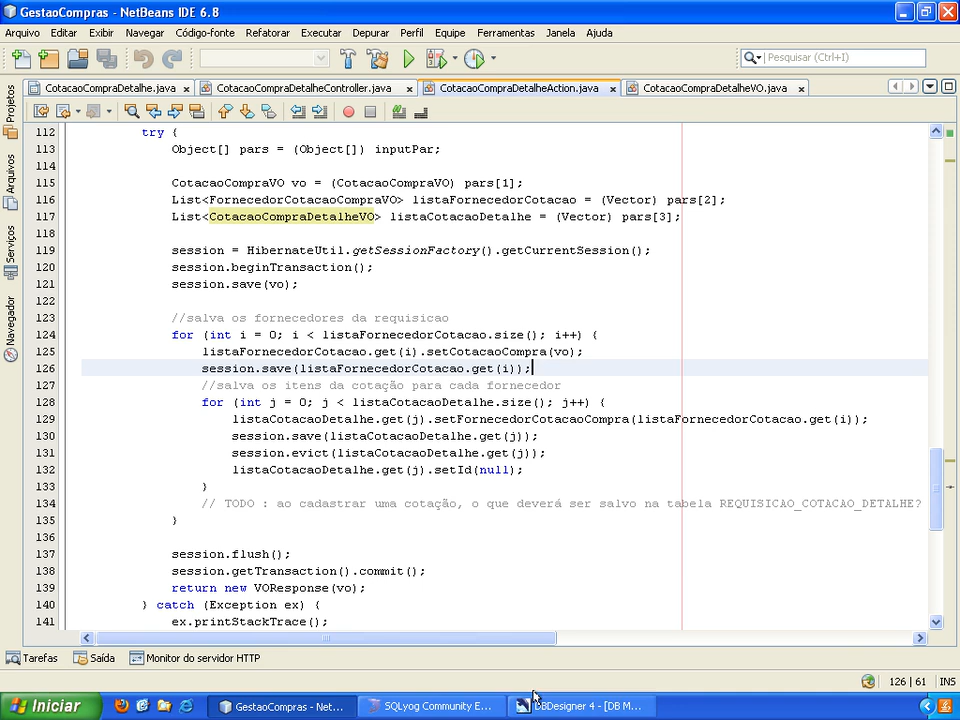 GestaoCompras - NetBeans IDE 6.8
Arquivo Editar Exibir Navegar Código-fonte Refatorar Executar Depurar Perfil Equipe Ferramentas Janela Ajuda
Pesquisar (Ctrl+I)
CotacaoCompraDetalhe.java CotacaoCompraDetalheController.java CotacaoCompraDetalheAction.java CotacaoCompraDetalheVO.java
Projetos
Arquivos
Serviços
Navegador
112 try {
113 Object[] pars = (Object[]) inputPar;
114
115 CotacaoCompraVO vo = (CotacaoCompraVO) pars[1];
116 List<FornecedorCotacaoCompraVO> listaFornecedorCotacao = (Vector) pars[2];
117 List<CotacaoCompraDetalheVO> listaCotacaoDetalhe = (Vector) pars[3];
118
119 session = HibernateUtil.getSessionFactory().getCurrentSession();
120 session.beginTransaction();
121 session.save(vo);
122
123 //salva os fornecedores da requisicao
124 for (int i = 0; i < listaFornecedorCotacao.size(); i++) {
125 listaFornecedorCotacao.get(i).setCotacaoCompra(vo);
126 session.save(listaFornecedorCotacao.get(i));
127 //salva os itens da cotação para cada fornecedor
128 for (int j = 0; j < listaCotacaoDetalhe.size(); j++) {
129 listaCotacaoDetalhe.get(j).setFornecedorCotacaoCompra(listaFornecedorCotacao.get(i));
130 session.save(listaCotacaoDetalhe.get(j));
131 session.evict(listaCotacaoDetalhe.get(j));
132 listaCotacaoDetalhe.get(j).setId(null);
133 }
134 // TODO : ao cadastrar uma cotação, o que deverá ser salvo na tabela REQUISICAO_COTACAO_DETALHE?
135 }
136
137 session.flush();
138 session.getTransaction().commit();
139 return new VOResponse(vo);
140 } catch (Exception ex) {
141 ex.printStackTrace();
Tarefas Saída Monitor do servidor HTTP
126 | 61 INS
Iniciar GestaoCompras - Net... SQLyog Community E... DBDesigner 4 - [DB M...